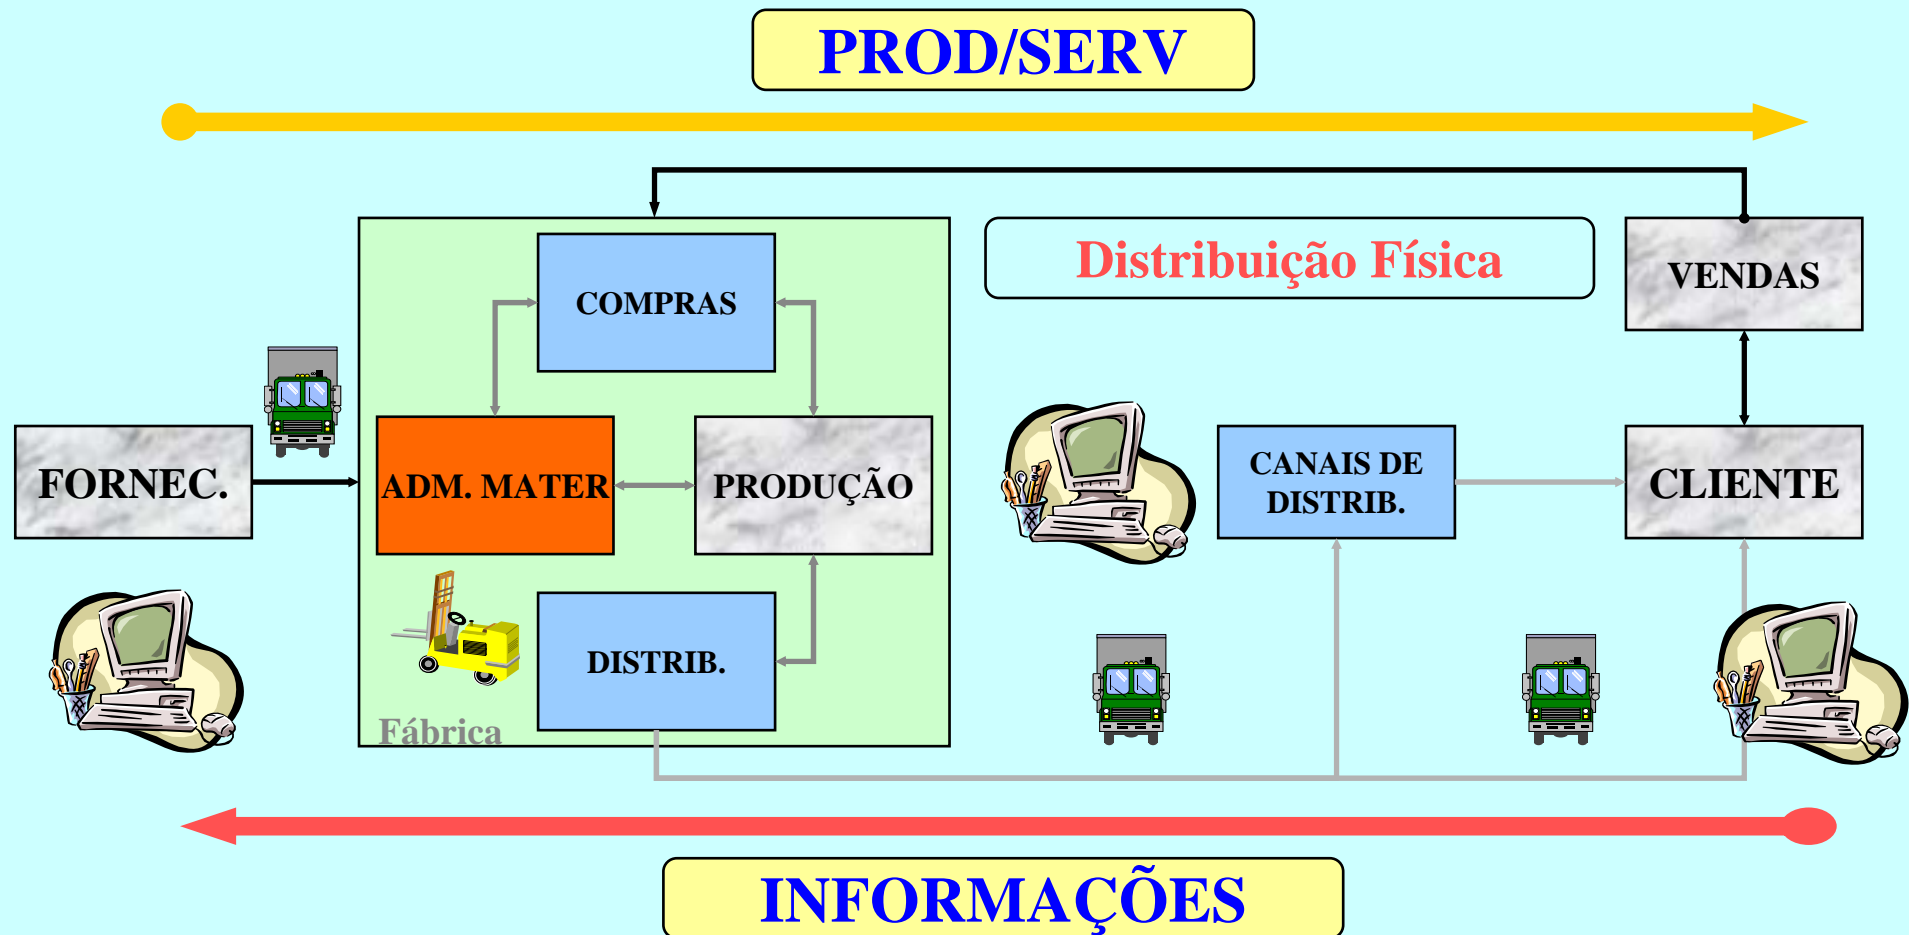 PROD/SERV
Distribuição Física
VENDAS
COMPRAS
FORNEC.
ADM. MATER
PRODUÇÃO
CANAIS DE
DISTRIB.
CLIENTE
DISTRIB.
Fábrica
INFORMAÇÕES